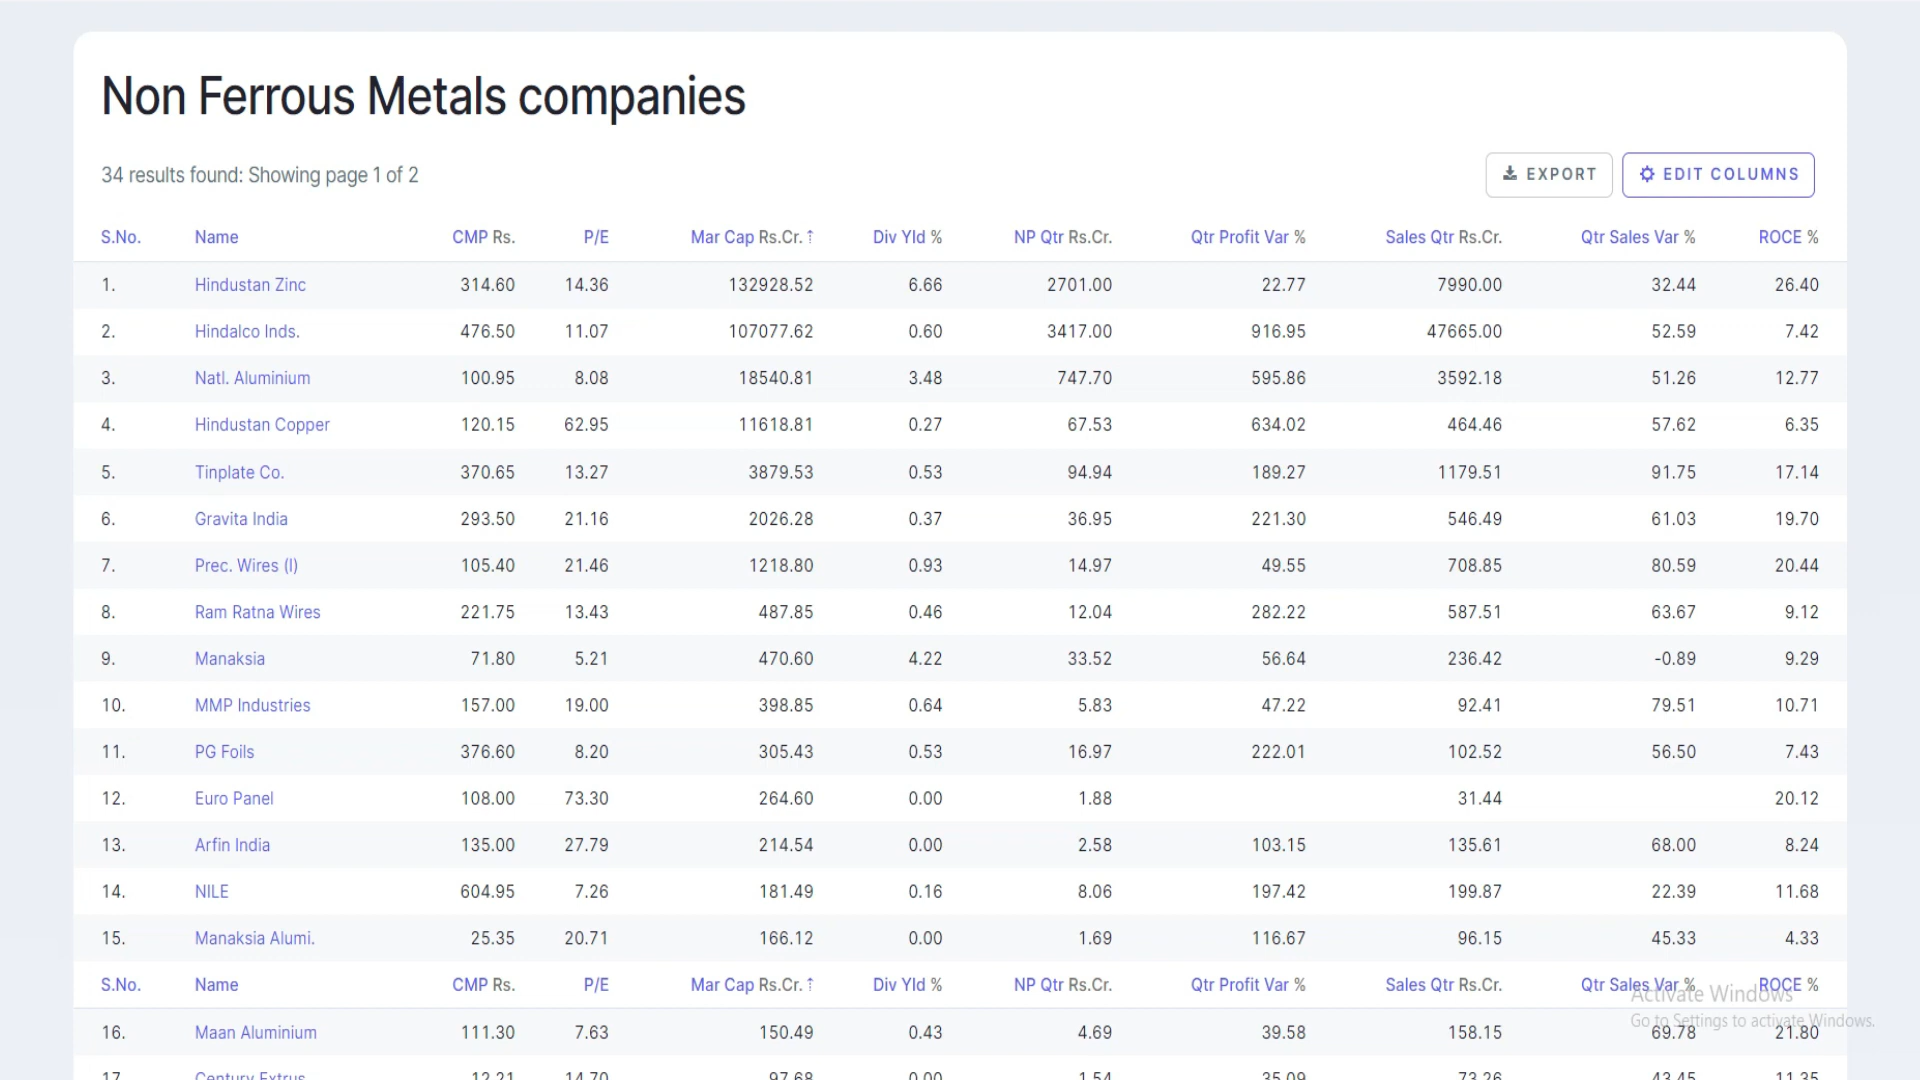 Non Ferrous Metals companies
34 results found: Showing page 1 of 2
EXPORT EDIT COLUMNS
S.No. Name CMP Rs. P/E Mar Cap Rs.Cr.↑ Div Yld % NP Qtr Rs.Cr. Qtr Profit Var % Sales Qtr Rs.Cr. Qtr Sales Var % ROCE %
1. Hindustan Zinc 314.60 14.36 132928.52 6.66 2701.00 22.77 7990.00 32.44 26.40
2. Hindalco Inds. 476.50 11.07 107077.62 0.60 3417.00 916.95 47665.00 52.59 7.42
3. Natl. Aluminium 100.95 8.08 18540.81 3.48 747.70 595.86 3592.18 51.26 12.77
4. Hindustan Copper 120.15 62.95 11618.81 0.27 67.53 634.02 464.46 57.62 6.35
5. Tinplate Co. 370.65 13.27 3879.53 0.53 94.94 189.27 1179.51 91.75 17.14
6. Gravita India 293.50 21.16 2026.28 0.37 36.95 221.30 546.49 61.03 19.70
7. Prec. Wires (I) 105.40 21.46 1218.80 0.93 14.97 49.55 708.85 80.59 20.44
8. Ram Ratna Wires 221.75 13.43 487.85 0.46 12.04 282.22 587.51 63.67 9.12
9. Manaksia 71.80 5.21 470.60 4.22 33.52 56.64 236.42 -0.89 9.29
10. MMP Industries 157.00 19.00 398.85 0.64 5.83 47.22 92.41 79.51 10.71
11. PG Foils 376.60 8.20 305.43 0.53 16.97 222.01 102.52 56.50 7.43
12. Euro Panel 108.00 73.30 264.60 0.00 1.88 31.44 20.12
13. Arfin India 135.00 27.79 214.54 0.00 2.58 103.15 135.61 68.00 8.24
14. NILE 604.95 7.26 181.49 0.16 8.06 197.42 199.87 22.39 11.68
15. Manaksia Alumi. 25.35 20.71 166.12 0.00 1.69 116.67 96.15 45.33 4.33
S.No. Name CMP Rs. P/E Mar Cap Rs.Cr.↑ Div Yld % NP Qtr Rs.Cr. Qtr Profit Var % Sales Qtr Rs.Cr. Qtr Sales Var % ROCE %
Activate Windows
Go to Settings to activate Windows.
16. Maan Aluminium 111.30 7.63 150.49 0.43 4.69 39.58 158.15 69.78 21.80
17. Century Extrus. 12.21 14.70 97.68 0.00 1.54 35.09 73.26 43.45 11.35